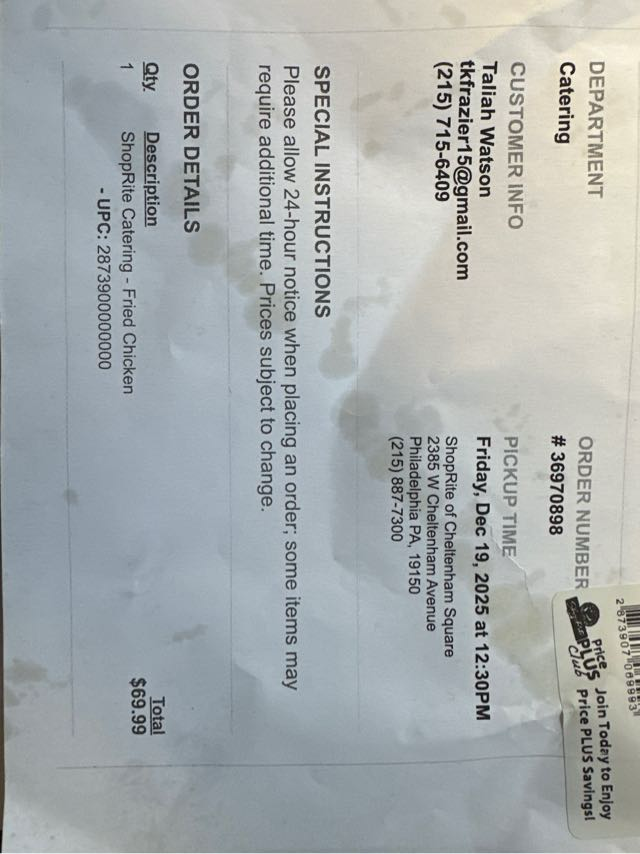 DEPARTMENT
Catering
ORDER NUMBER
# 36970898
2 873907 069993
Price PLUS Club
Join Today to Enjoy
Price PLUS Savings!
CUSTOMER INFO
Taliah Watson
tkfrazier15@gmail.com
(215) 715-6409
PICKUP TIME
Friday, Dec 19, 2025 at 12:30PM
ShopRite of Cheltenham Square
2385 W Cheltenham Avenue
Philadelphia PA, 19150
(215) 887-7300
SPECIAL INSTRUCTIONS
Please allow 24-hour notice when placing an order; some items may
require additional time. Prices subject to change.
ORDER DETAILS
Qty Description Total
1 ShopRite Catering - Fried Chicken $69.99
- UPC: 28739000000000